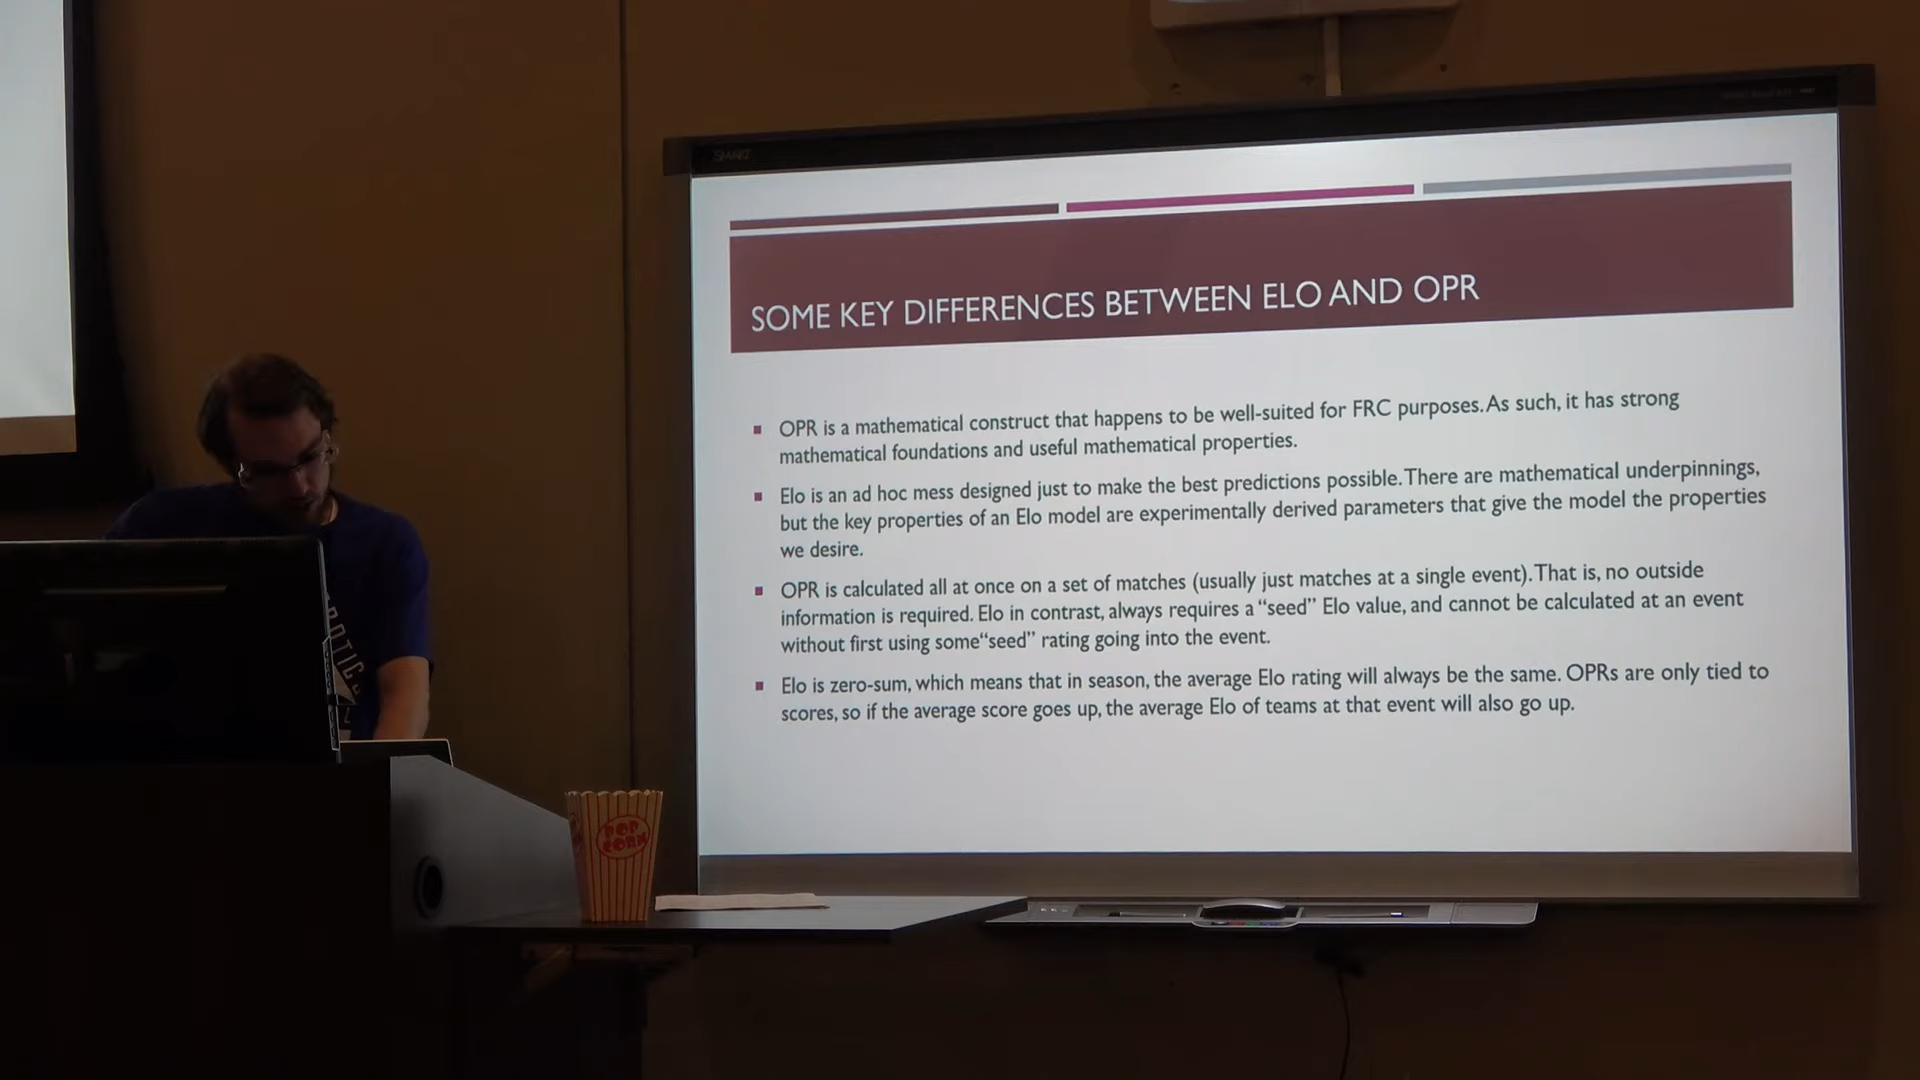 SMART
SOME KEY DIFFERENCES BETWEEN ELO AND OPR
OPR is a mathematical construct that happens to be well-suited for FRC purposes. As such, it has strong
mathematical foundations and useful mathematical properties.
Elo is an ad hoc mess designed just to make the best predictions possible. There are mathematical underpinnings,
but the key properties of an Elo model are experimentally derived parameters that give the model the properties
we desire.
OPR is calculated all at once on a set of matches (usually just matches at a single event). That is, no outside
information is required. Elo in contrast, always requires a “seed” Elo value, and cannot be calculated at an event
without first using some“seed” rating going into the event.
Elo is zero-sum, which means that in season, the average Elo rating will always be the same. OPRs are only tied to
scores, so if the average score goes up, the average Elo of teams at that event will also go up.
POP
CORN